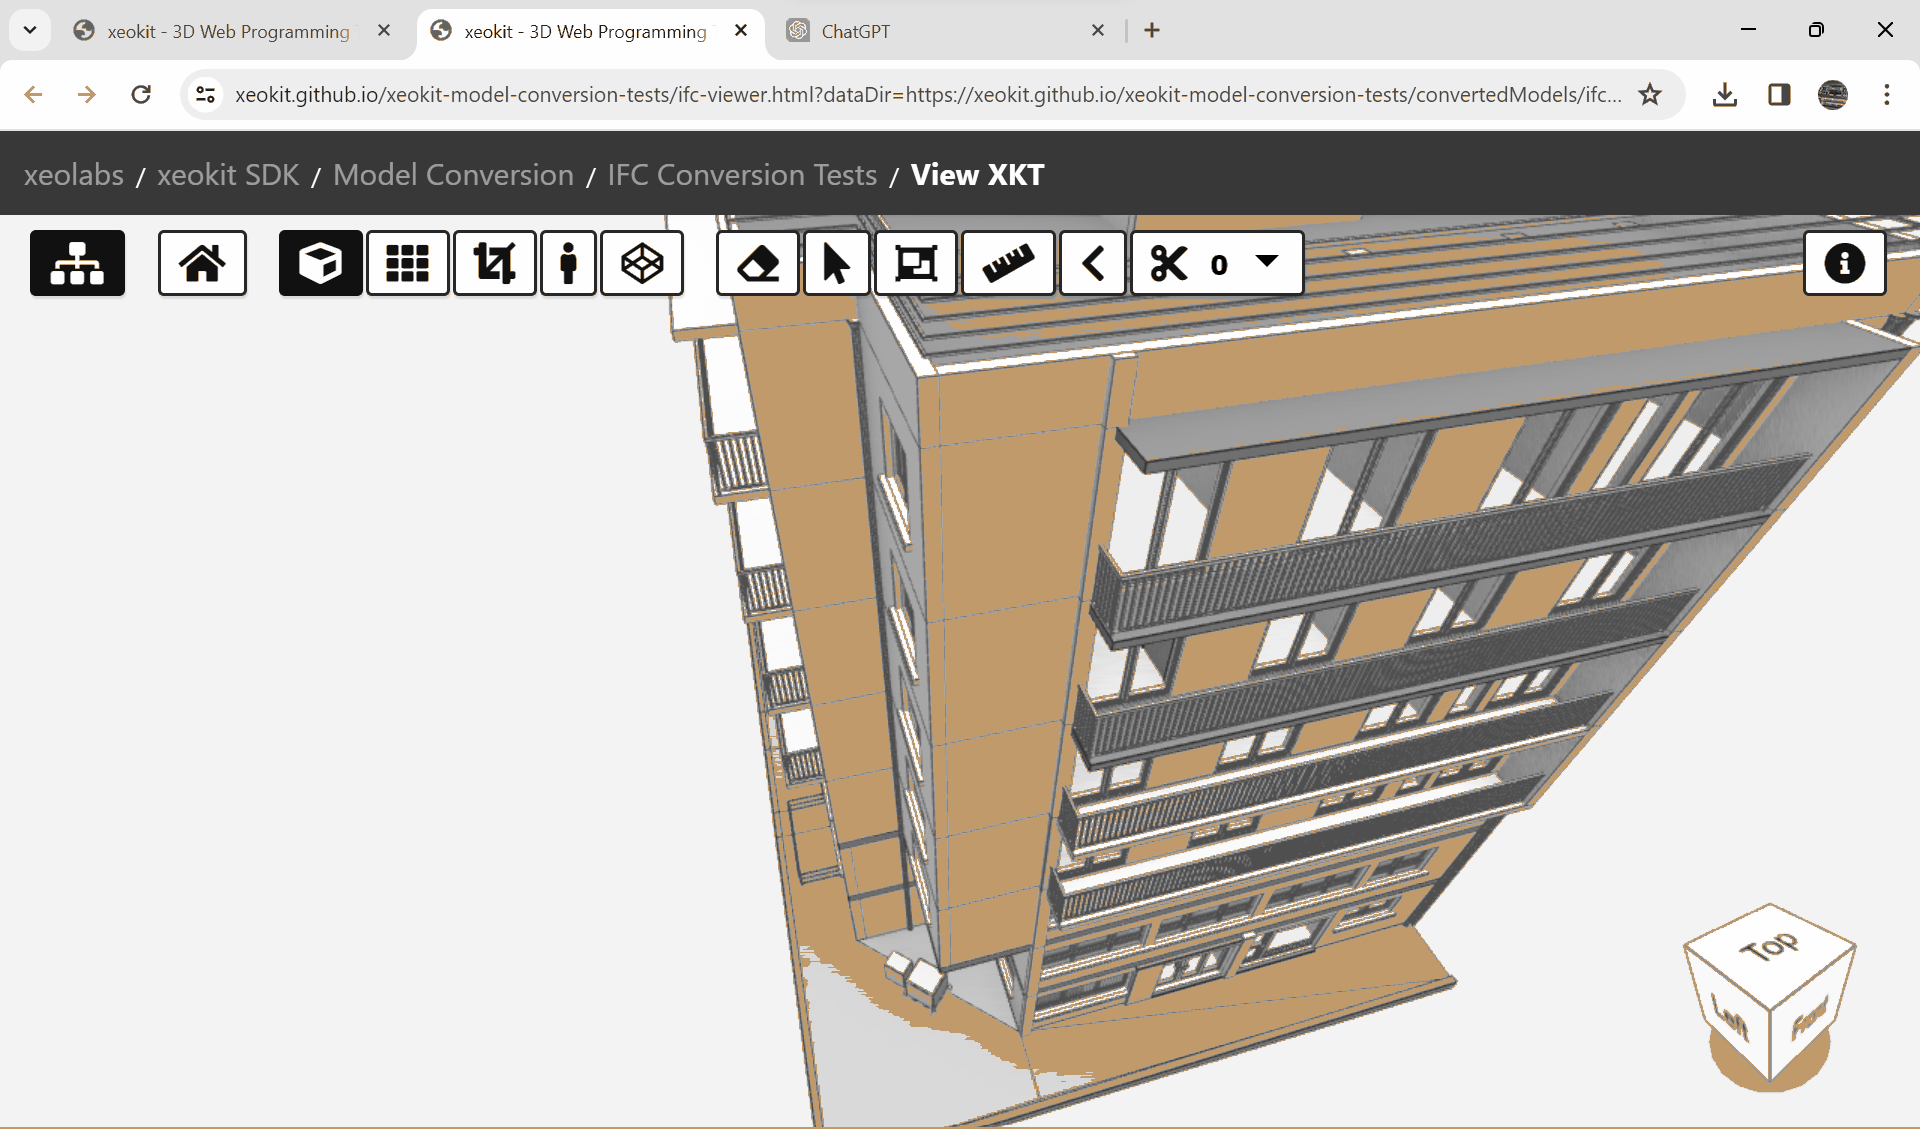 xeokit - 3D Web Programming
xeokit - 3D Web Programming
ChatGPT
xeokit.github.io/xeokit-model-conversion-tests/ifc-viewer.html?dataDir=https://xeokit.github.io/xeokit-model-conversion-tests/convertedModels/ifc...
xeolabs / xeokit SDK / Model Conversion / IFC Conversion Tests / View XKT
0
Top
Left
Front